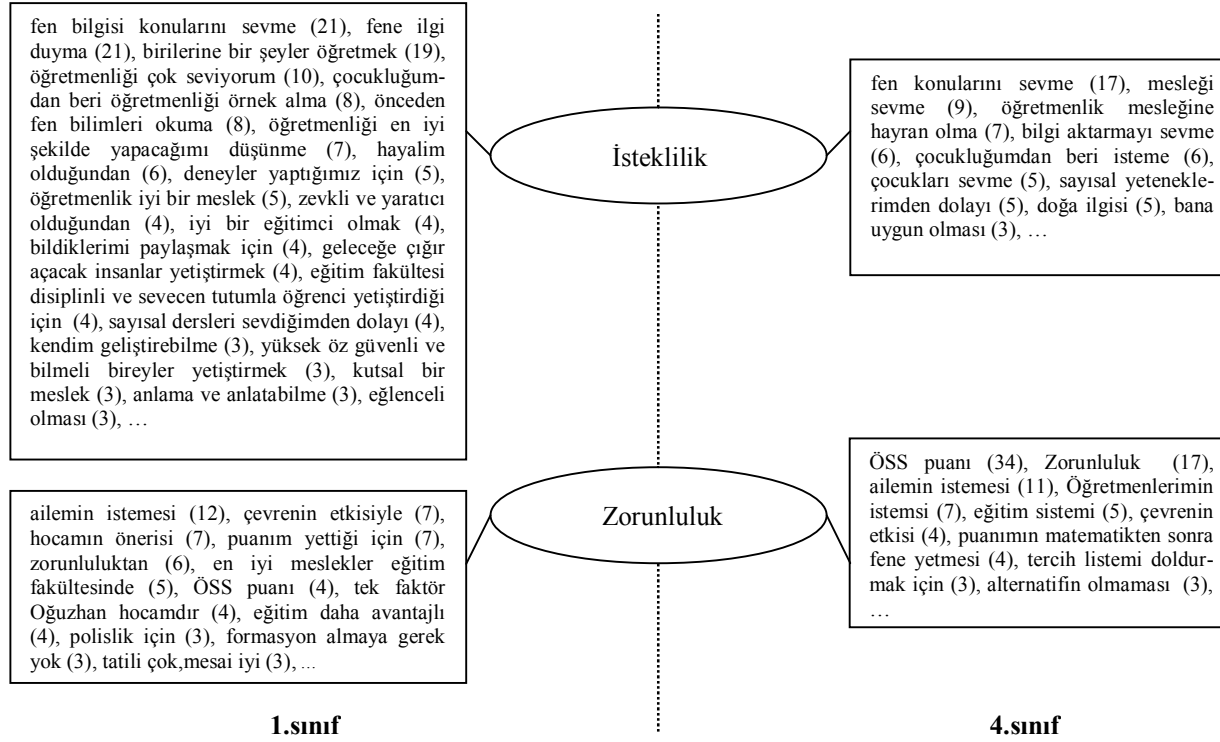 fen bilgisi konularını sevme (21), fene ilgi
duyma (21), birilerine bir şeyler öğretmek (19),
öğretmenliği çok seviyorum (10), çocukluğum-
dan beri öğretmenliği örnek alma (8), önceden
fen bilimleri okuma (8), öğretmenliği en iyi
şekilde yapacağımı düşünme (7), hayalim
olduğundan (6), deneyler yaptığımız için (5),
öğretmenlik iyi bir meslek (5), zevkli ve yaratıcı
olduğundan (4), iyi bir eğitimci olmak (4),
bildiklerimi paylaşmak için (4), geleceğe çığır
açacak insanlar yetiştirmek (4), eğitim fakültesi
disiplinli ve sevecen tutumla öğrenci yetiştirdiği
için (4), sayısal dersleri sevdiğimden dolayı (4),
kendim geliştirebilme (3), yüksek öz güvenli ve
bilmeli bireyler yetiştirmek (3), kutsal bir
meslek (3), anlama ve anlatabilme (3), eğlenceli
olması (3), …
İsteklilik
fen konularını sevme (17), mesleği
sevme (9), öğretmenlik mesleğine
hayran olma (7), bilgi aktarmayı sevme
(6), çocukluğumdan beri isteme (6),
çocukları sevme (5), sayısal yetenekle-
rimden dolayı (5), doğa ilgisi (5), bana
uygun olması (3), …
ailemin istemesi (12), çevrenin etkisiyle (7),
hocamın önerisi (7), puanım yettiği için (7),
zorunluluktan (6), en iyi meslekler eğitim
fakültesinde (5), ÖSS puanı (4), tek faktör
Oğuzhan hocamdır (4), eğitim daha avantajlı
(4), polislik için (3), formasyon almaya gerek
yok (3), tatili çok,mesai iyi (3), ...
Zorunluluk
ÖSS puanı (34), Zorunluluk (17),
ailemin istemesi (11), Öğretmenlerimin
istemsi (7), eğitim sistemi (5), çevrenin
etkisi (4), puanımın matematikten sonra
fene yetmesi (4), tercih listemi doldur-
mak için (3), alternatifin olmaması (3),
…
1.sınıf
4.sınıf